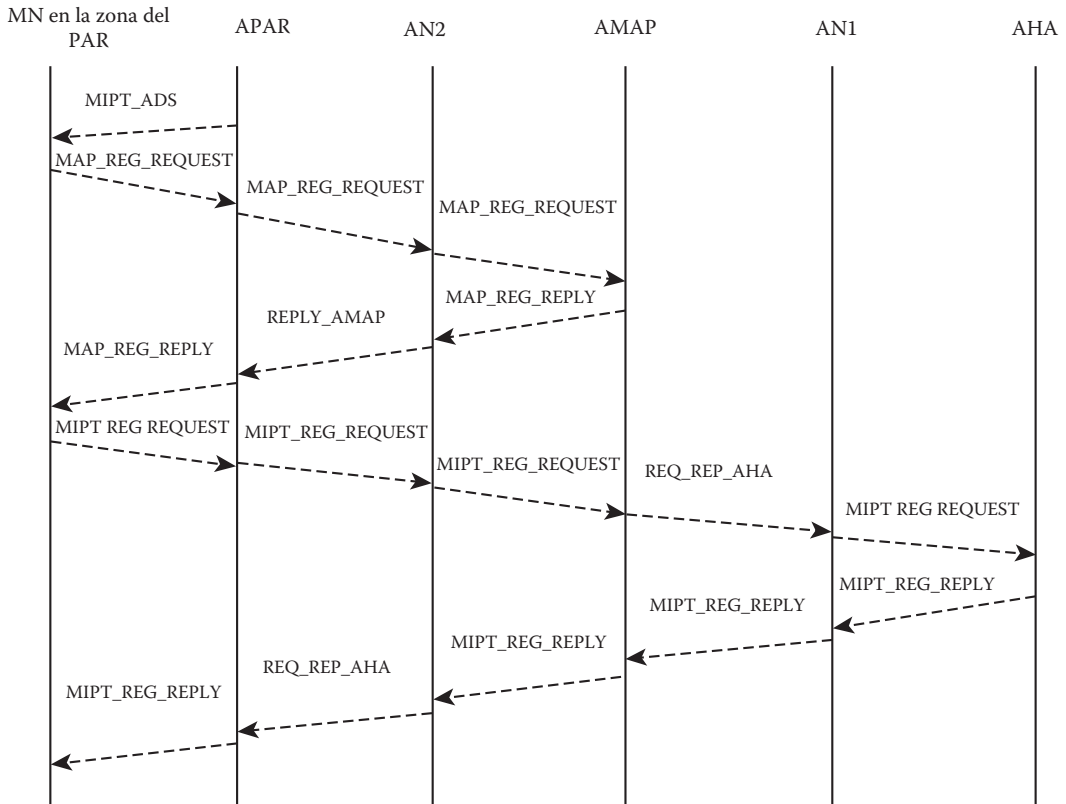 MN en la zona del
PAR
APAR
AN2
AMAP
AN1
AHA
MIPT_ADS
MAP_REG_REQUEST
MAP_REG_REQUEST
MAP_REG_REQUEST
MAP_REG_REPLY
REPLY_AMAP
MAP_REG_REPLY
MIPT REG REQUEST
MIPT_REG_REQUEST
MIPT_REG_REQUEST
REQ_REP_AHA
MIPT REG REQUEST
MIPT_REG_REPLY
MIPT_REG_REPLY
MIPT_REG_REPLY
REQ_REP_AHA
MIPT_REG_REPLY